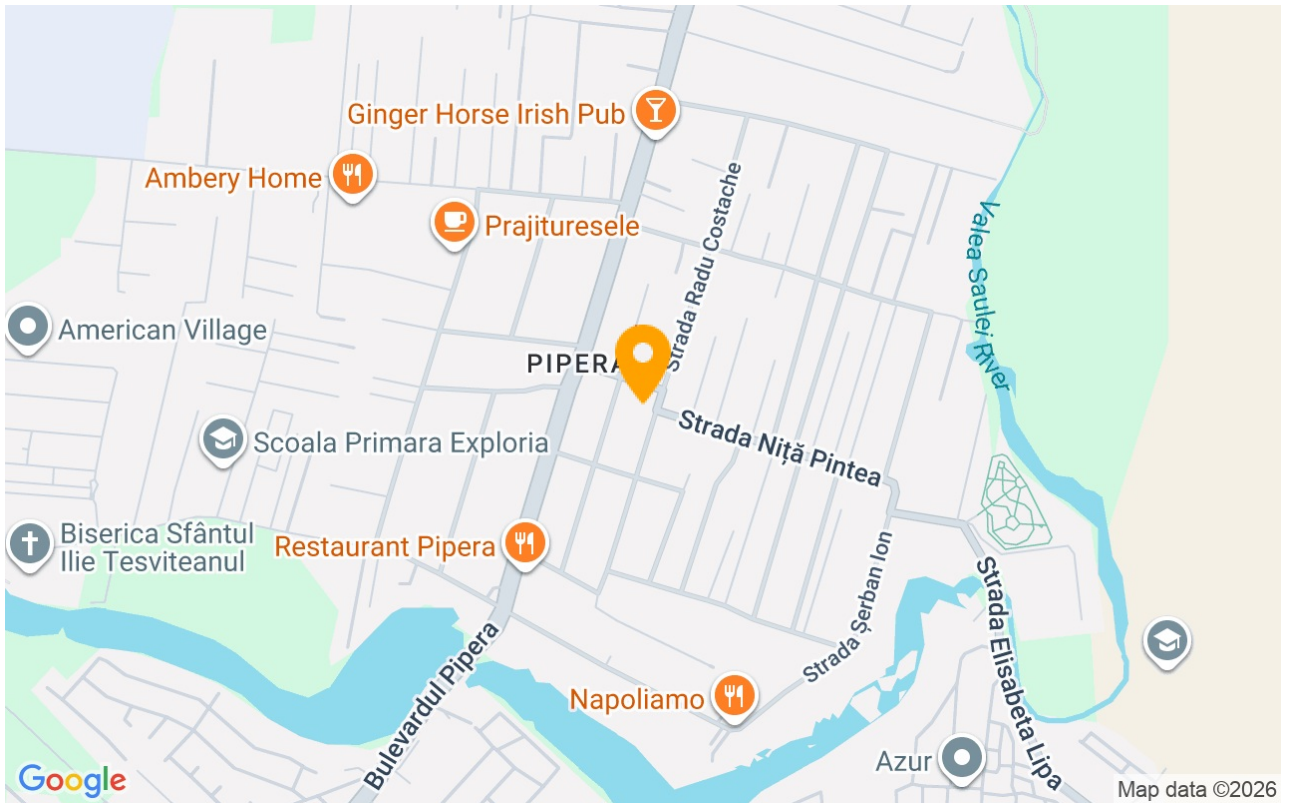 Ginger Horse Irish Pub
Ambery Home
Prajituresele
Strada Radu Costache
Valea Saulei River
American Village
PIPERA
Strada Niță Pintea
Scoala Primara Exploria
Biserica Sfântul
Ilie Tesviteanul
Restaurant Pipera
Strada Șerban Ion
Strada Elisabeta Lipa
Bulevardul Pipera
Napoliamo
Azur
Google
Map data ©2026